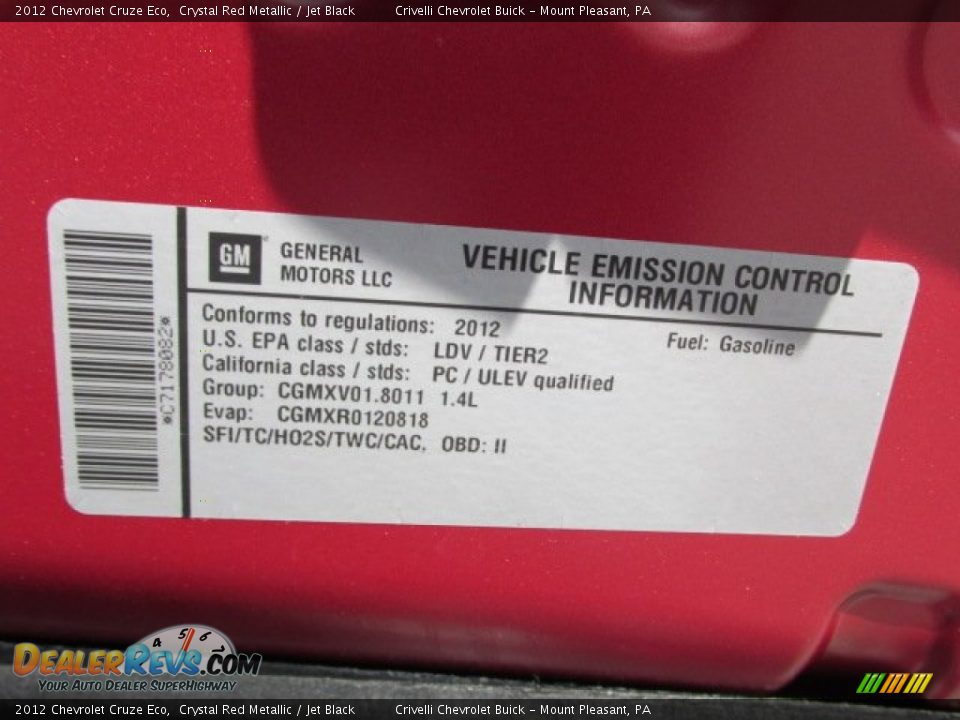 2012 Chevrolet Cruze Eco, Crystal Red Metallic / Jet Black Crivelli Chevrolet Buick - Mount Pleasant, PA
GM GENERAL MOTORS LLC
VEHICLE EMISSION CONTROL
INFORMATION
Conforms to regulations: 2012
Fuel: Gasoline
U.S. EPA class / stds: LDV / TIER2
California class / stds: PC / ULEV qualified
Group: CGMXV01.8011 1.4L
Evap: CGMXR0120818
SFI/TC/HO2S/TWC/CAC. OBD: II
*C7178082*
4 5 6
DEALERREVS.COM
YOUR AUTO DEALER SUPERHIGHWAY
2012 Chevrolet Cruze Eco, Crystal Red Metallic / Jet Black Crivelli Chevrolet Buick - Mount Pleasant, PA